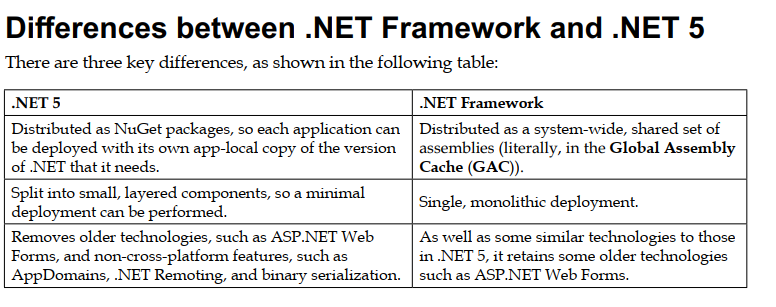 Differences between .NET Framework and .NET 5
There are three key differences, as shown in the following table:
.NET 5
.NET Framework
Distributed as NuGet packages, so each application can
be deployed with its own app-local copy of the version
of .NET that it needs.
Distributed as a system-wide, shared set of
assemblies (literally, in the Global Assembly
Cache (GAC)).
Split into small, layered components, so a minimal
deployment can be performed.
Single, monolithic deployment.
Removes older technologies, such as ASP.NET Web
Forms, and non-cross-platform features, such as
AppDomains, .NET Remoting, and binary serialization.
As well as some similar technologies to those
in .NET 5, it retains some older technologies
such as ASP.NET Web Forms.